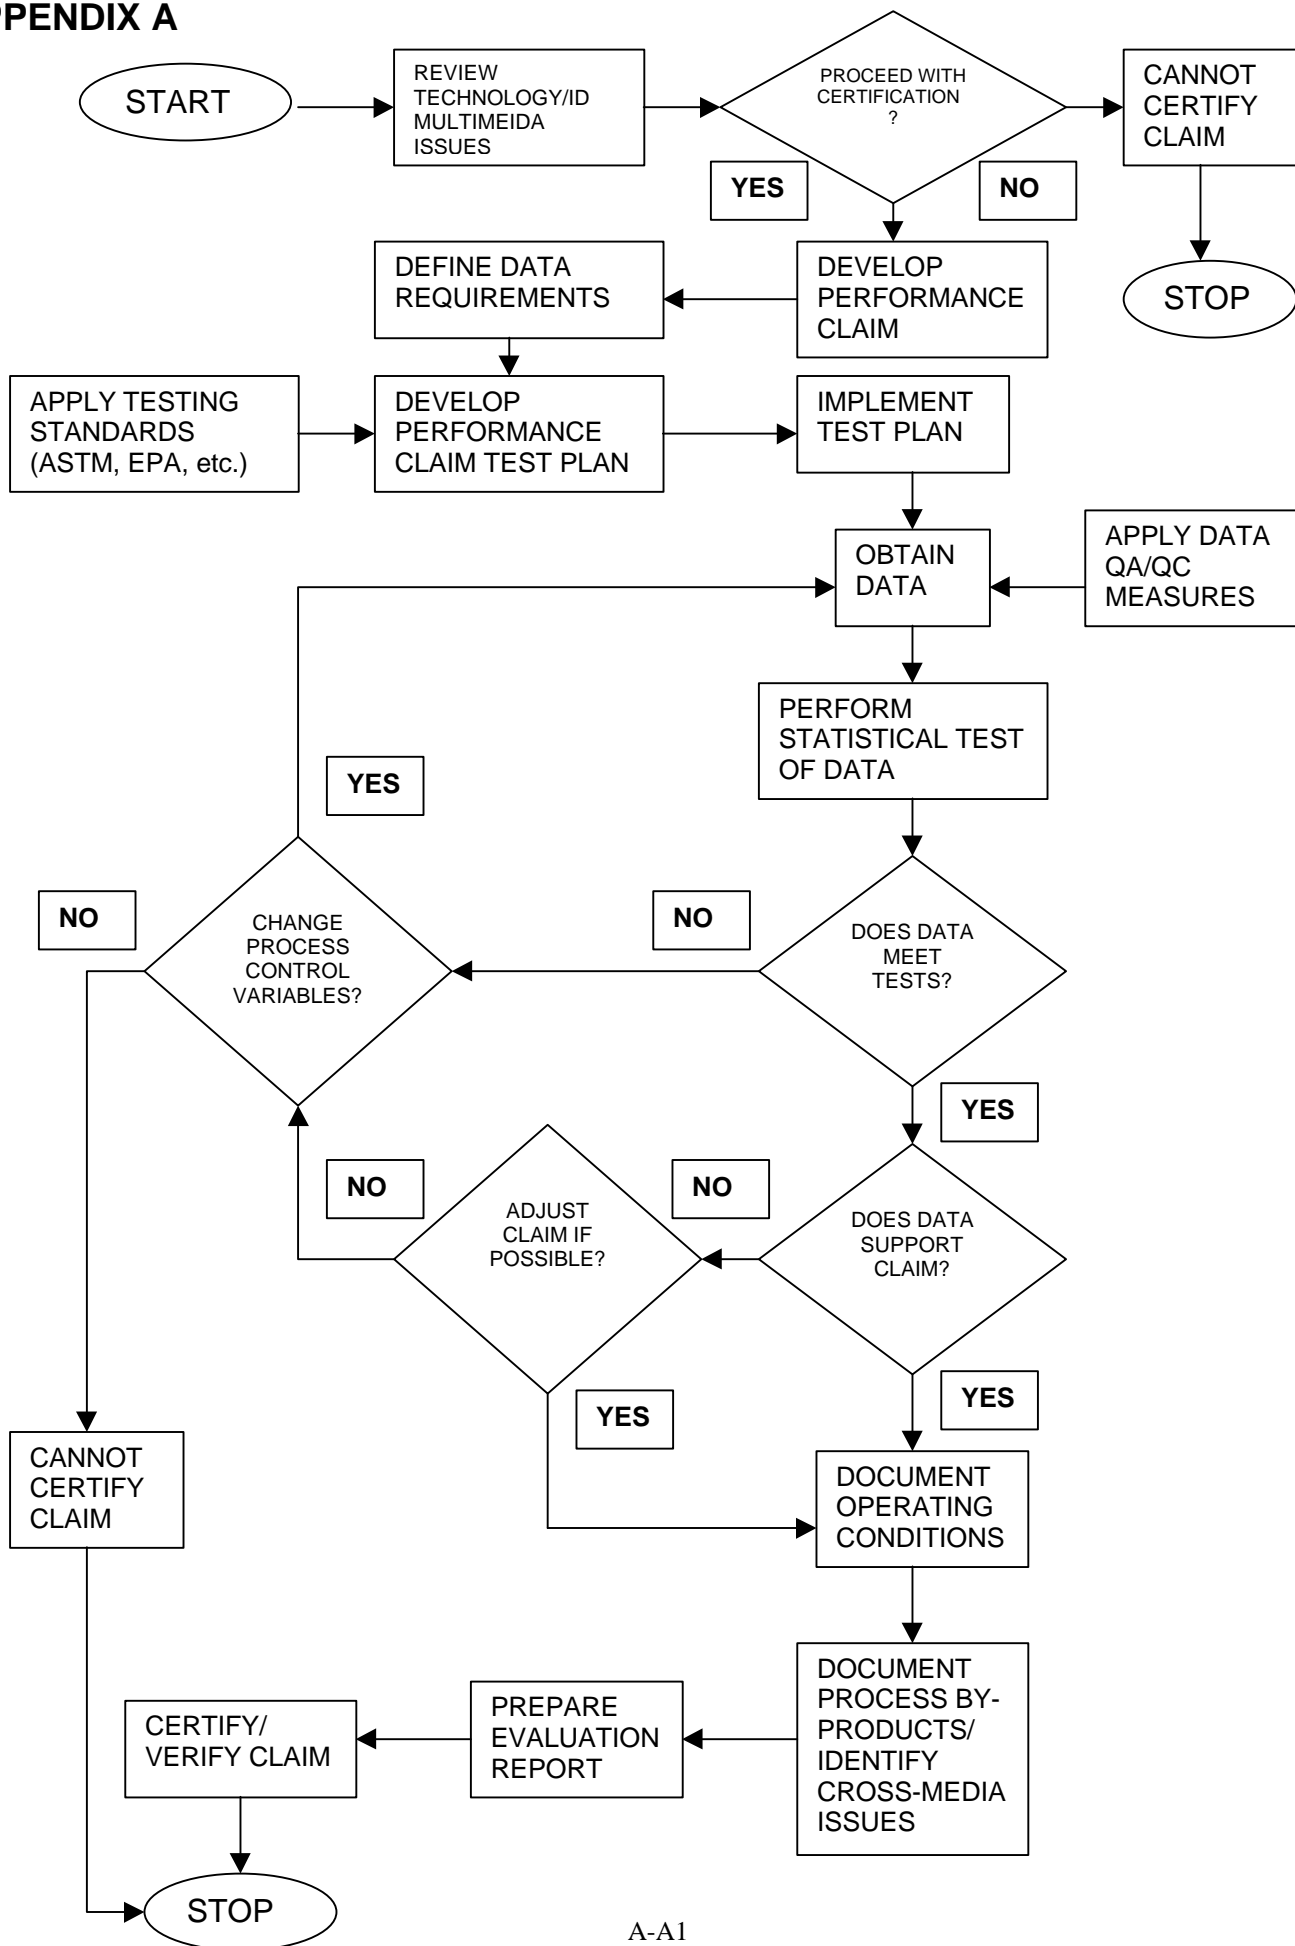 PPENDIX A
START
REVIEW
TECHNOLOGY/ID
MULTIMEIDA
ISSUES
PROCEED WITH
CERTIFICATION
?
CANNOT
CERTIFY
CLAIM
YES
NO
DEFINE DATA
REQUIREMENTS
DEVELOP
PERFORMANCE
CLAIM
STOP
APPLY TESTING
STANDARDS
(ASTM, EPA, etc.)
DEVELOP
PERFORMANCE
CLAIM TEST PLAN
IMPLEMENT
TEST PLAN
OBTAIN
DATA
APPLY DATA
QA/QC
MEASURES
PERFORM
STATISTICAL TEST
OF DATA
YES
NO
CHANGE
PROCESS
CONTROL
VARIABLES?
NO
DOES DATA
MEET
TESTS?
YES
NO
ADJUST
CLAIM IF
POSSIBLE?
NO
DOES DATA
SUPPORT
CLAIM?
YES
YES
CANNOT
CERTIFY
CLAIM
DOCUMENT
OPERATING
CONDITIONS
CERTIFY/
VERIFY CLAIM
PREPARE
EVALUATION
REPORT
DOCUMENT
PROCESS BY-
PRODUCTS/
IDENTIFY
CROSS-MEDIA
ISSUES
STOP
A-A1